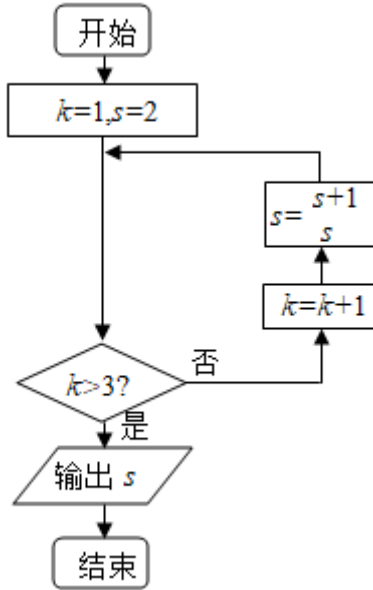 开始
k=1,s=2
s= s+1
s
k=k+1
k>3?
否
是
输出 s
结束